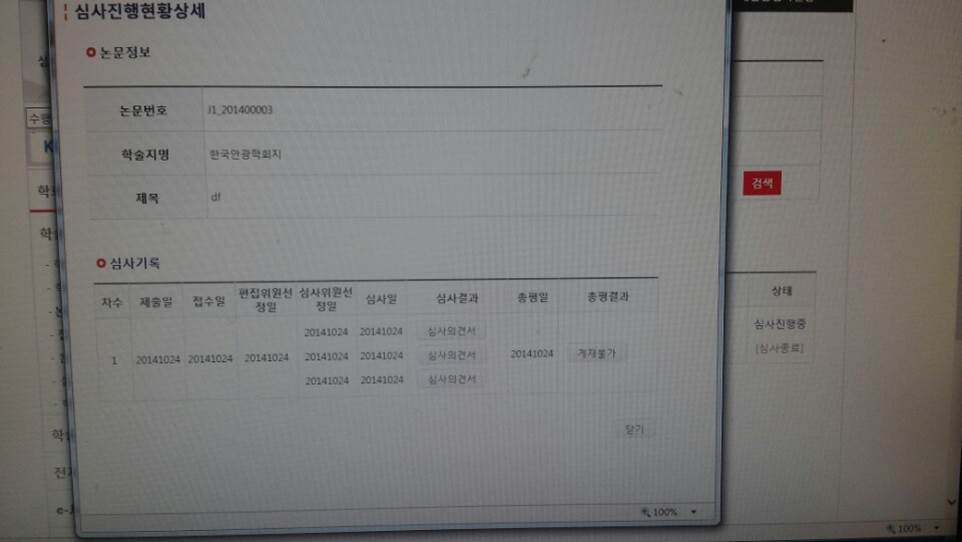 심사진행현황상세
논문정보
논문번호 J1_201400003
학술지명 한국안광학회지
제목 df
검색
심사기록
차수 제출일 접수일 편집위원선정일 심사위원선정일 심사일 심사결과 총평일 총평결과
20141024 20141024 심사의견서
1 20141024 20141024 20141024 20141024 20141024 심사의견서 20141024 게재불가
20141024 20141024 심사의견서
상태
심사진행중
[심사종료]
닫기
100%
100%